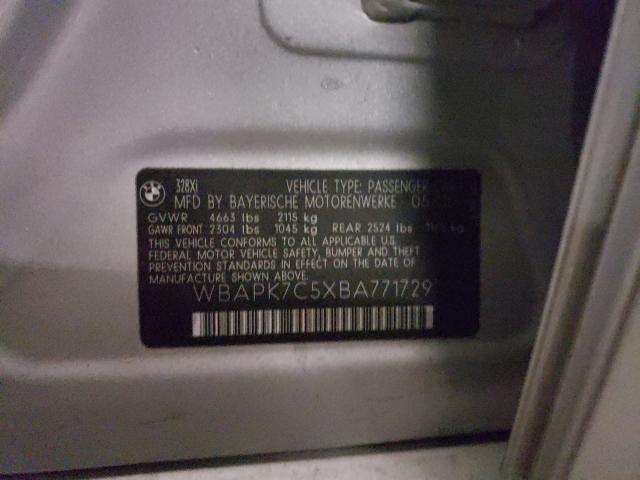 328Xi VEHICLE TYPE: PASSENGER
MFD BY BAYERISCHE MOTORENWERKE
GVWR 4663 lbs 2115 kg
GAWR FRONT 2304 lbs 1045 kg REAR 2524 lbs kg
THIS VEHICLE CONFORMS TO ALL APPLICABLE U.S.
FEDERAL MOTOR VEHICLE SAFETY, BUMPER AND THEFT
PREVENTION STANDARDS IN EFFECT ON THE DATE OF
MANUFACTURE SHOWN ABOVE.
WBAPK7C5XBA771729